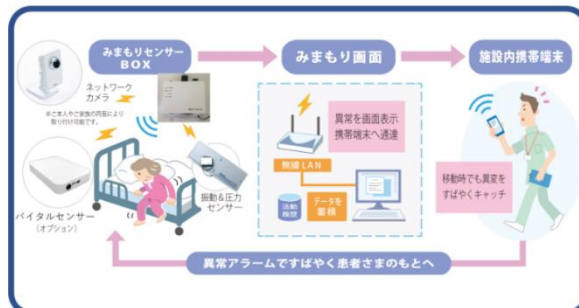 みまもりセンサー
BOX
みまもり画面
施設内携帯端末
ネットワーク
カメラ
※ご本人やご家族の同意により
取り付け可能です。
バイタルセンサー
(オプション)
振動&圧力
センサー
異常を画面表示
携帯端末へ通達
無線LAN
活動
履歴
データを
蓄積
移動時でも異変を
すばやくキャッチ
異常アラームですばやく患者さまのもとへ